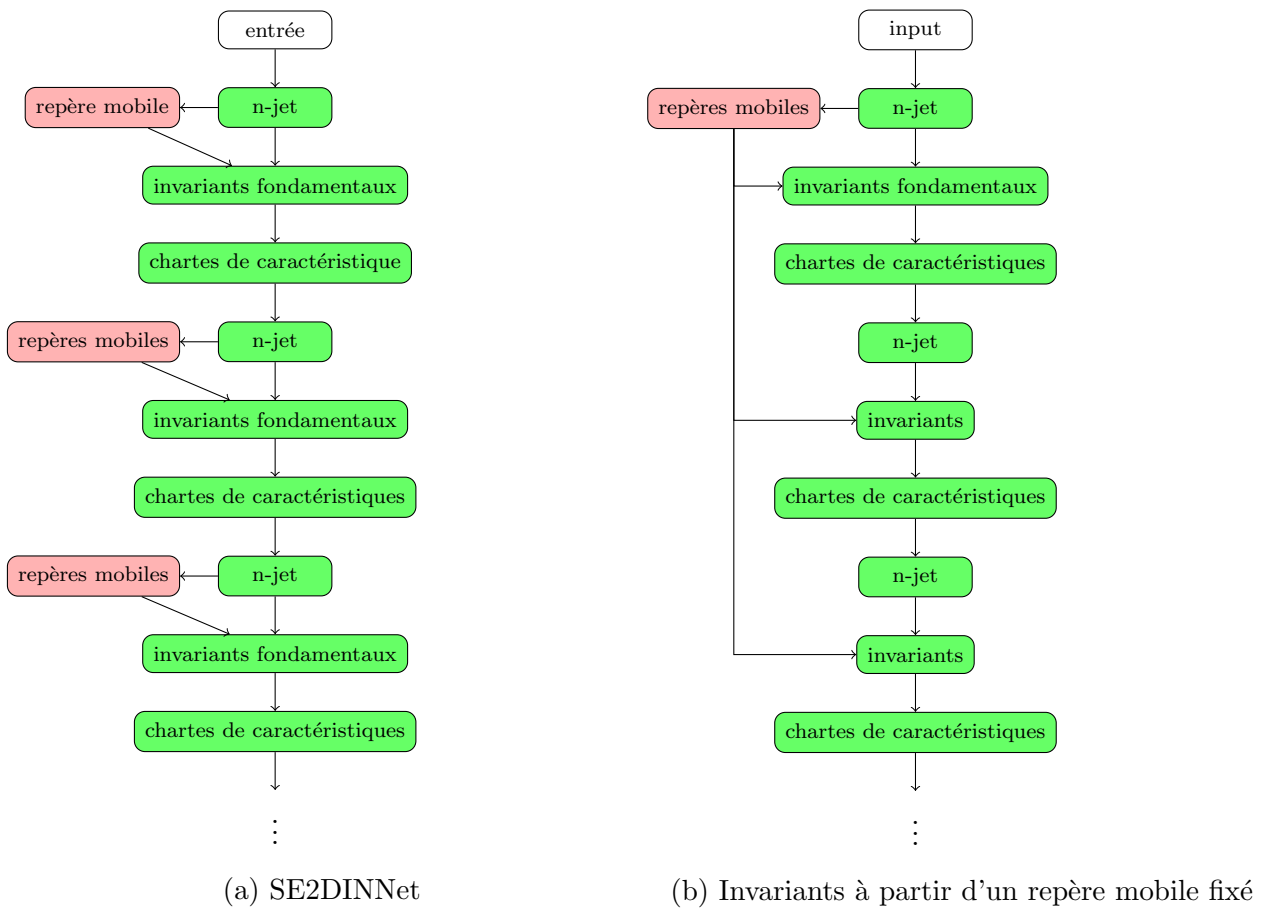 entrée
repère mobile
n-jet
invariants fondamentaux
chartes de caractéristique
repères mobiles
n-jet
invariants fondamentaux
chartes de caractéristiques
repères mobiles
n-jet
invariants fondamentaux
chartes de caractéristiques
⋮
(a) SE2DINNet
input
repères mobiles
n-jet
invariants fondamentaux
chartes de caractéristiques
n-jet
invariants
chartes de caractéristiques
n-jet
invariants
chartes de caractéristiques
⋮
(b) Invariants à partir d'un repère mobile fixé